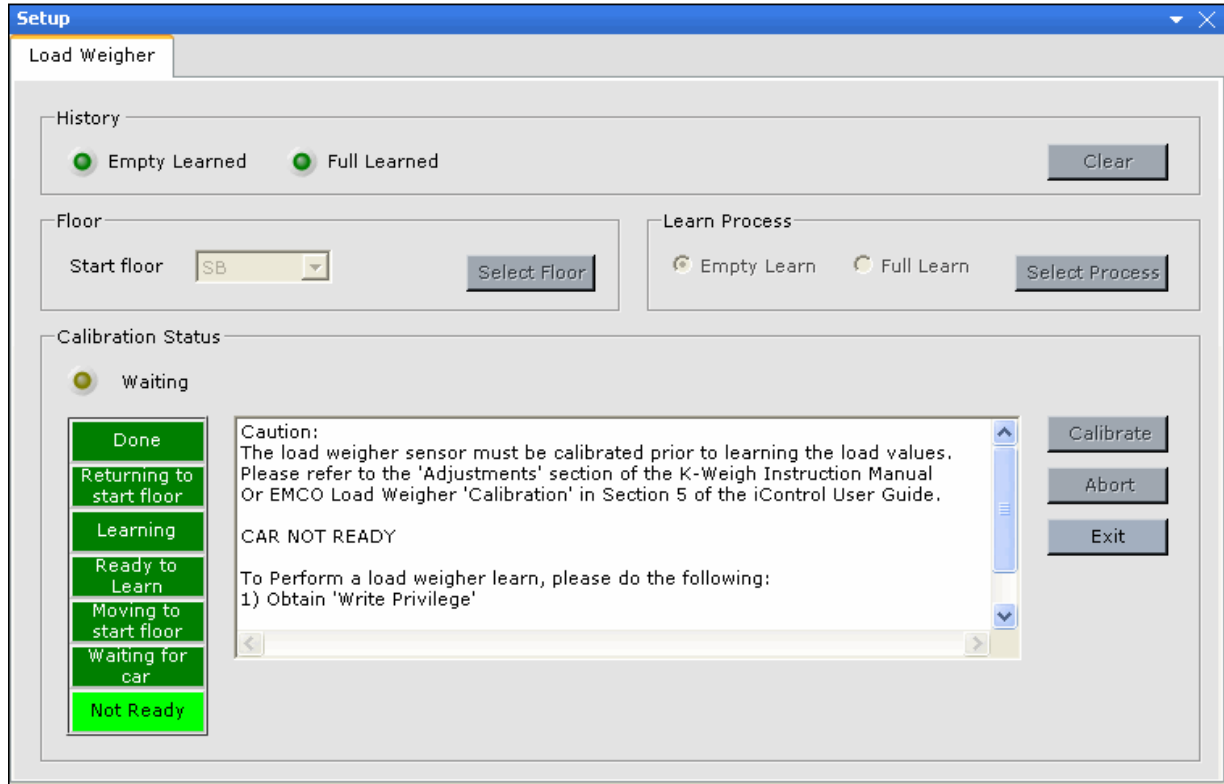 Setup
Load Weigher
History
Empty Learned
Full Learned
Clear
Floor
Start floor
SB
Select Floor
Learn Process
Empty Learn
Full Learn
Select Process
Calibration Status
Waiting
Done
Returning to
start floor
Learning
Ready to
Learn
Moving to
start floor
Waiting for
car
Not Ready
Caution:
The load weigher sensor must be calibrated prior to learning the load values.
Please refer to the 'Adjustments' section of the K-Weigh Instruction Manual
Or EMCO Load Weigher 'Calibration' in Section 5 of the iControl User Guide.
CAR NOT READY
To Perform a load weigher learn, please do the following:
1) Obtain 'Write Privilege'
Calibrate
Abort
Exit